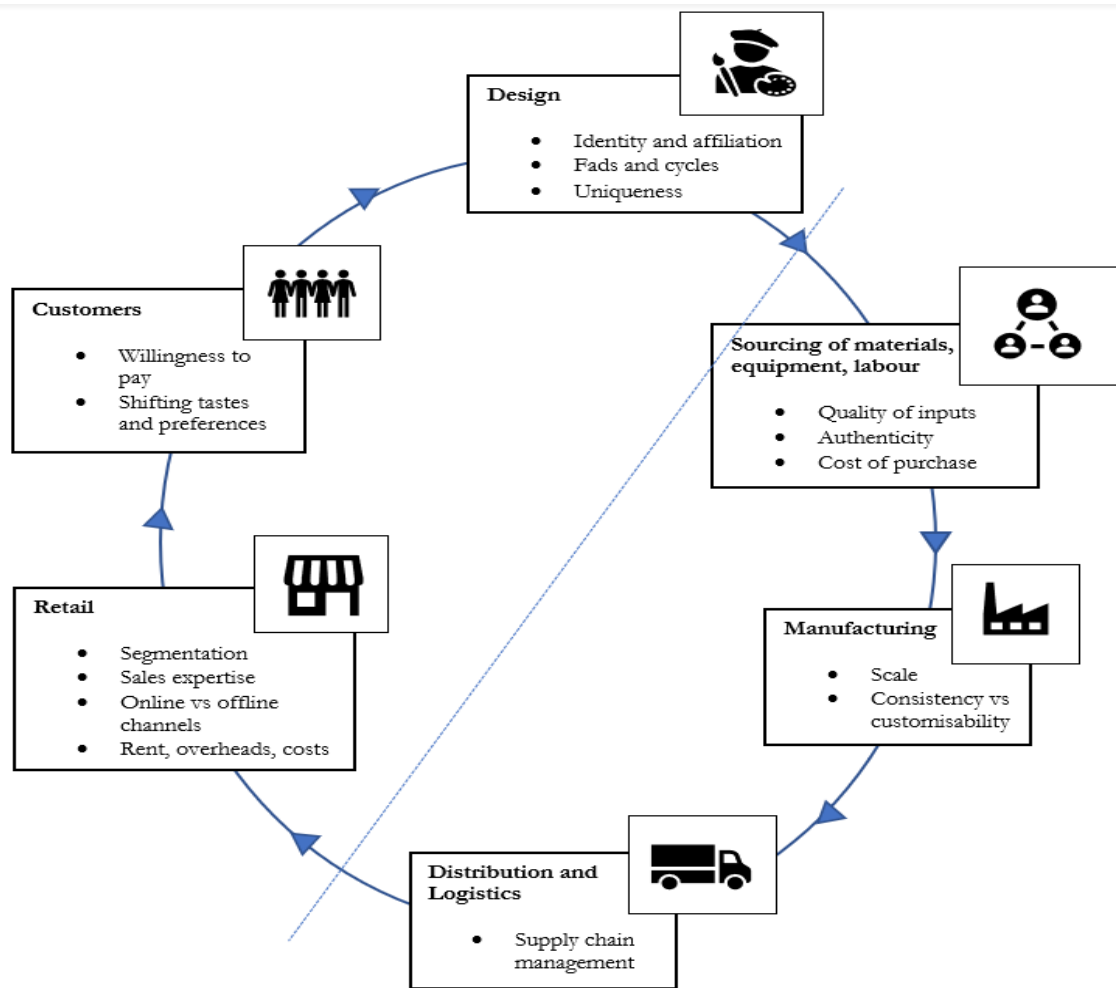 Design
• Identity and affiliation
• Fads and cycles
• Uniqueness
Sourcing of materials,
equipment, labour
• Quality of inputs
• Authenticity
• Cost of purchase
Manufacturing
• Scale
• Consistency vs
customisability
Distribution and
Logistics
• Supply chain
management
Retail
• Segmentation
• Sales expertise
• Online vs offline
channels
• Rent, overheads, costs
Customers
• Willingness to
pay
• Shifting tastes
and preferences